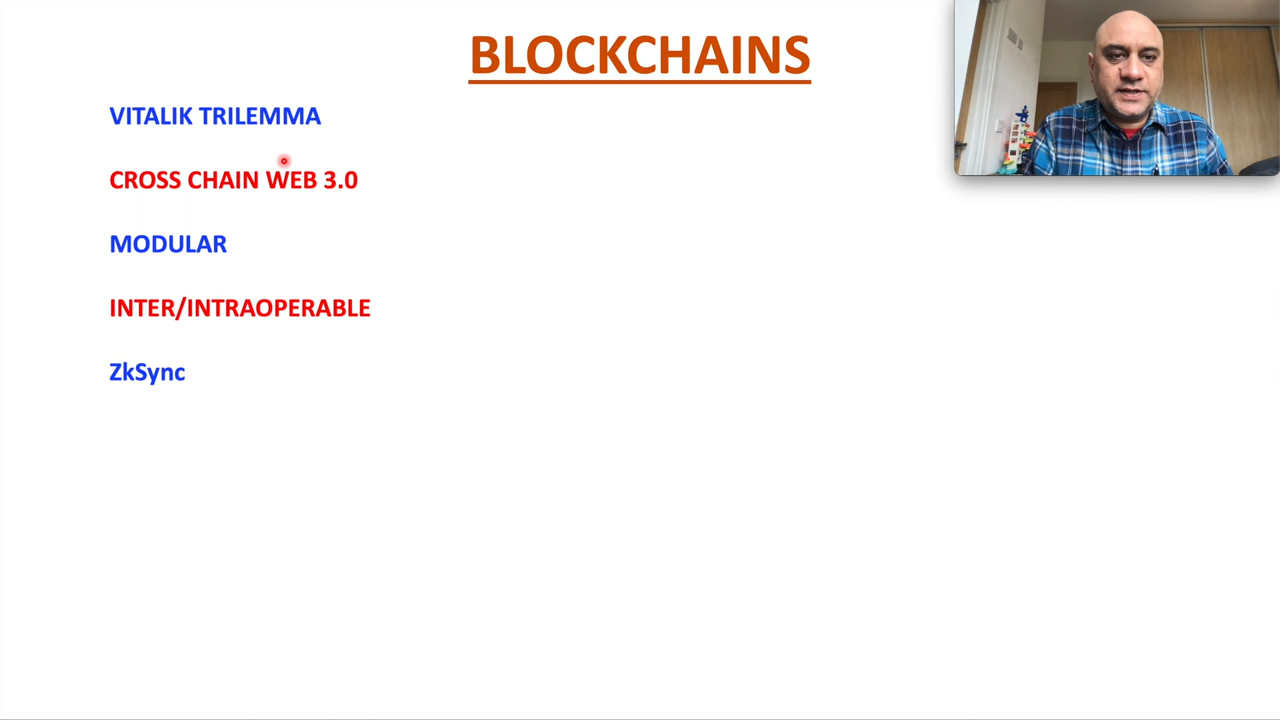 BLOCKCHAINS
VITALIK TRILEMMA
CROSS CHAIN WEB 3.0
MODULAR
INTER/INTRAOPERABLE
ZkSync